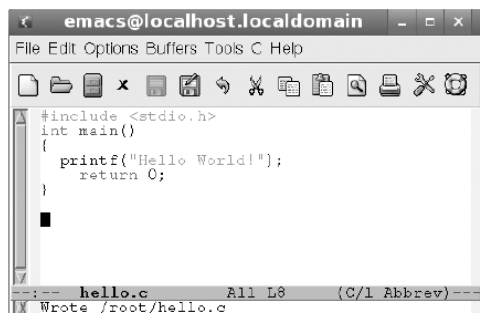 emacs@localhost.localdomain
File Edit Options Buffers Tools C Help
#include <stdio.h>
int main()
{
  printf("Hello World!");
    return 0;
}
--:-- hello.c All L8 (C/l Abbrev)---
Wrote /root/hello.c